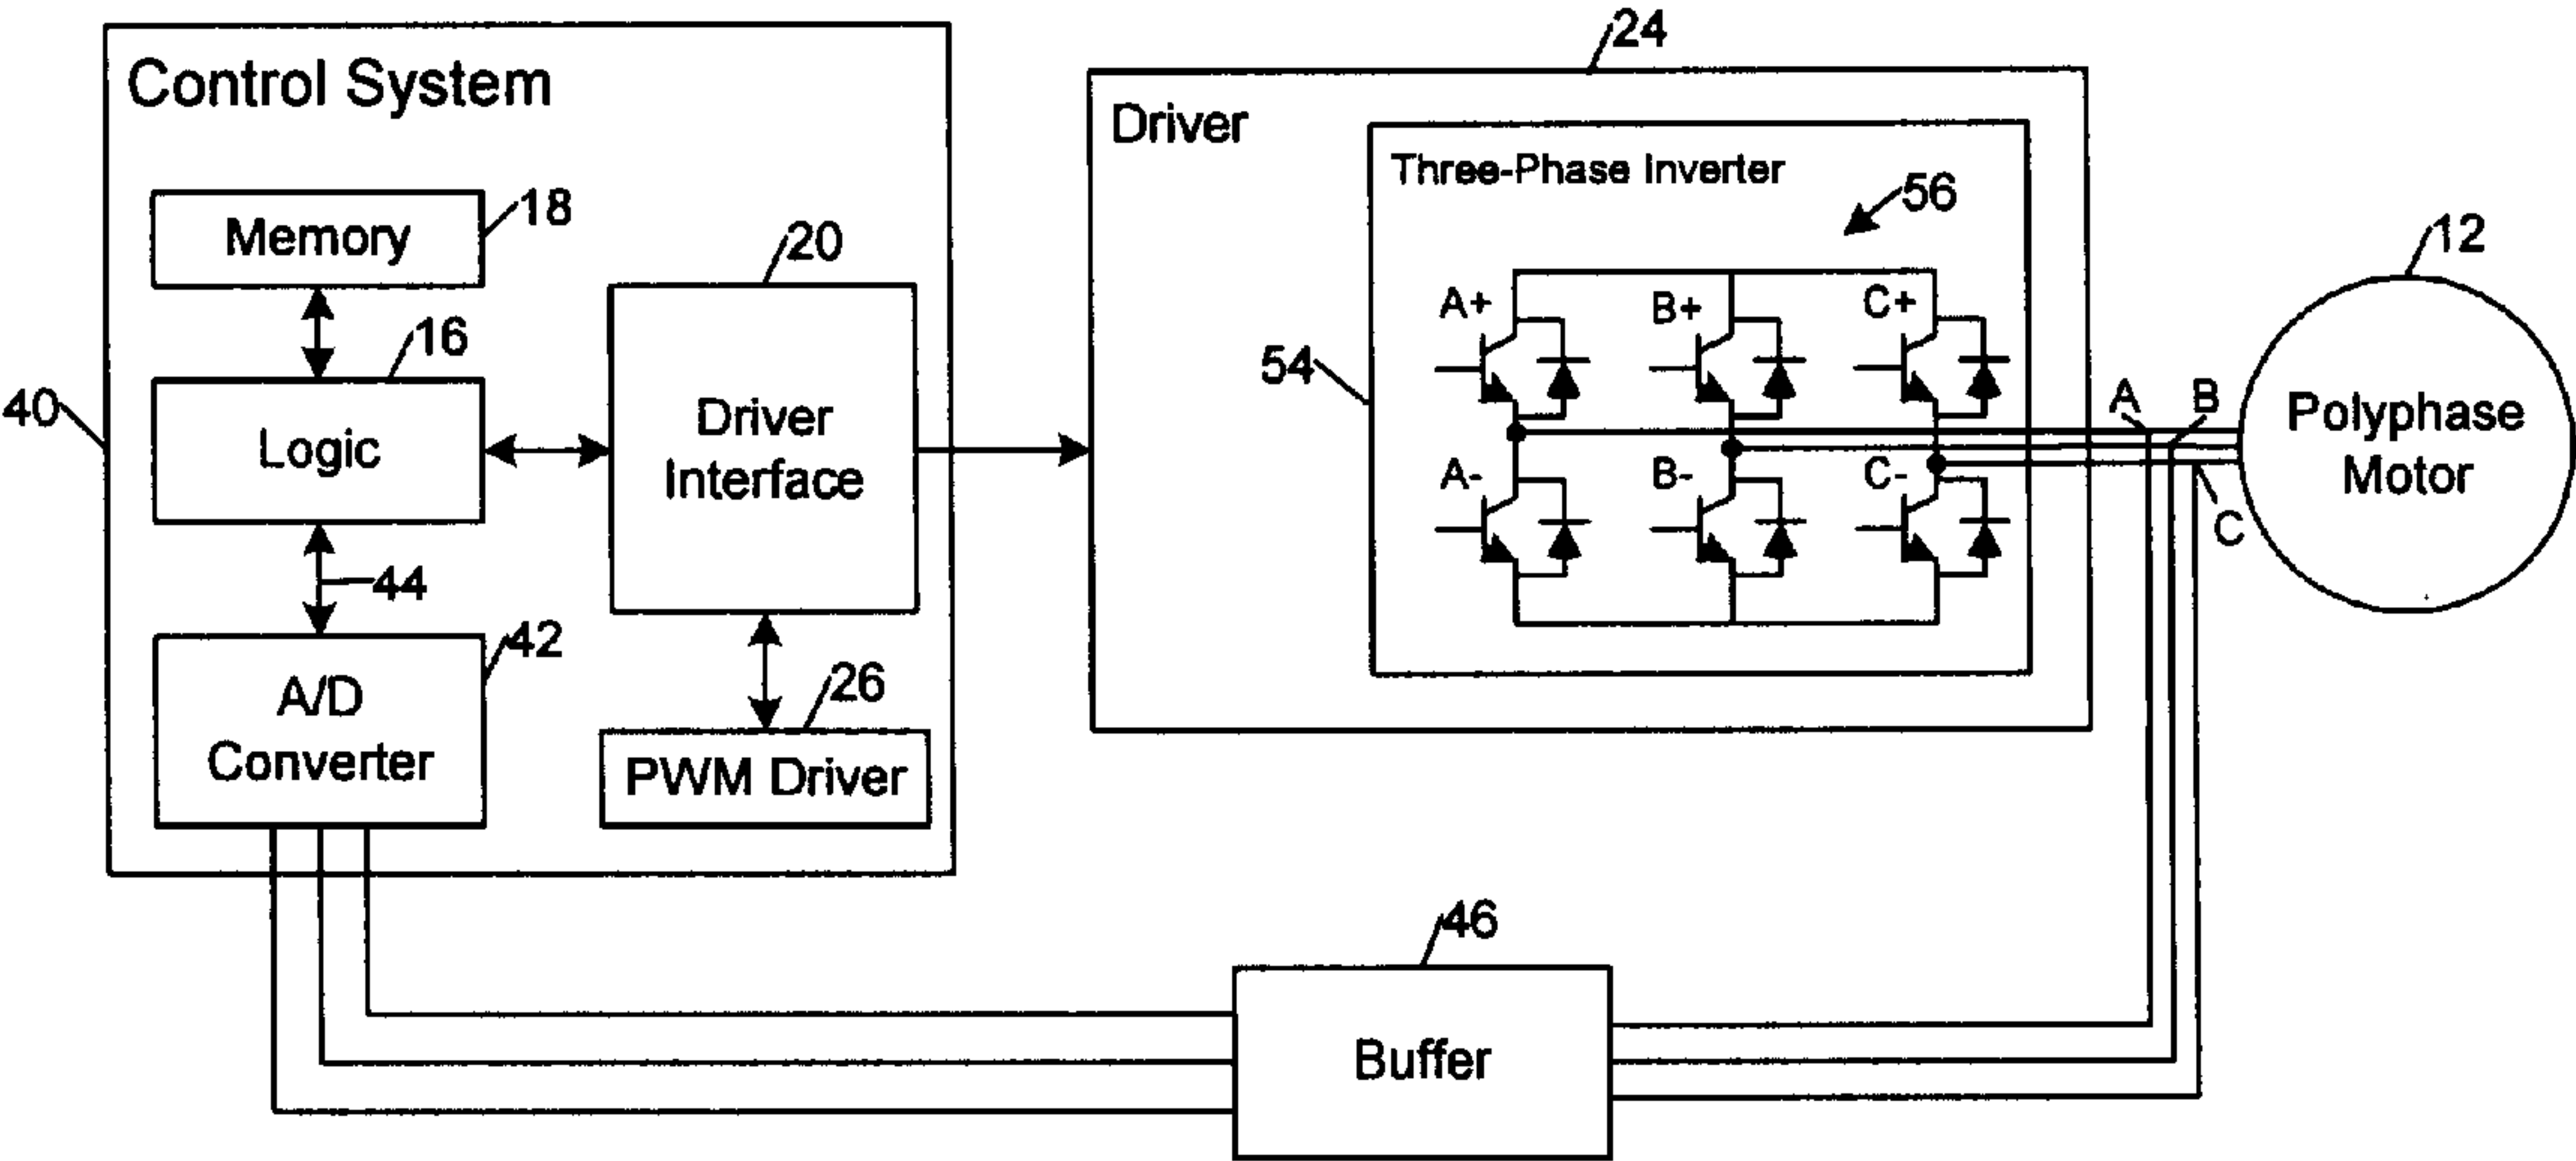 24
Control System
Driver
Three-Phase Inverter
56
18
Memory
20
12
A+
B+
C+
16
54
40
Logic
Driver
Interface
A
B
Polyphase
Motor
A-
B-
C-
C
44
42
A/D
Converter
26
PWM Driver
46
Buffer